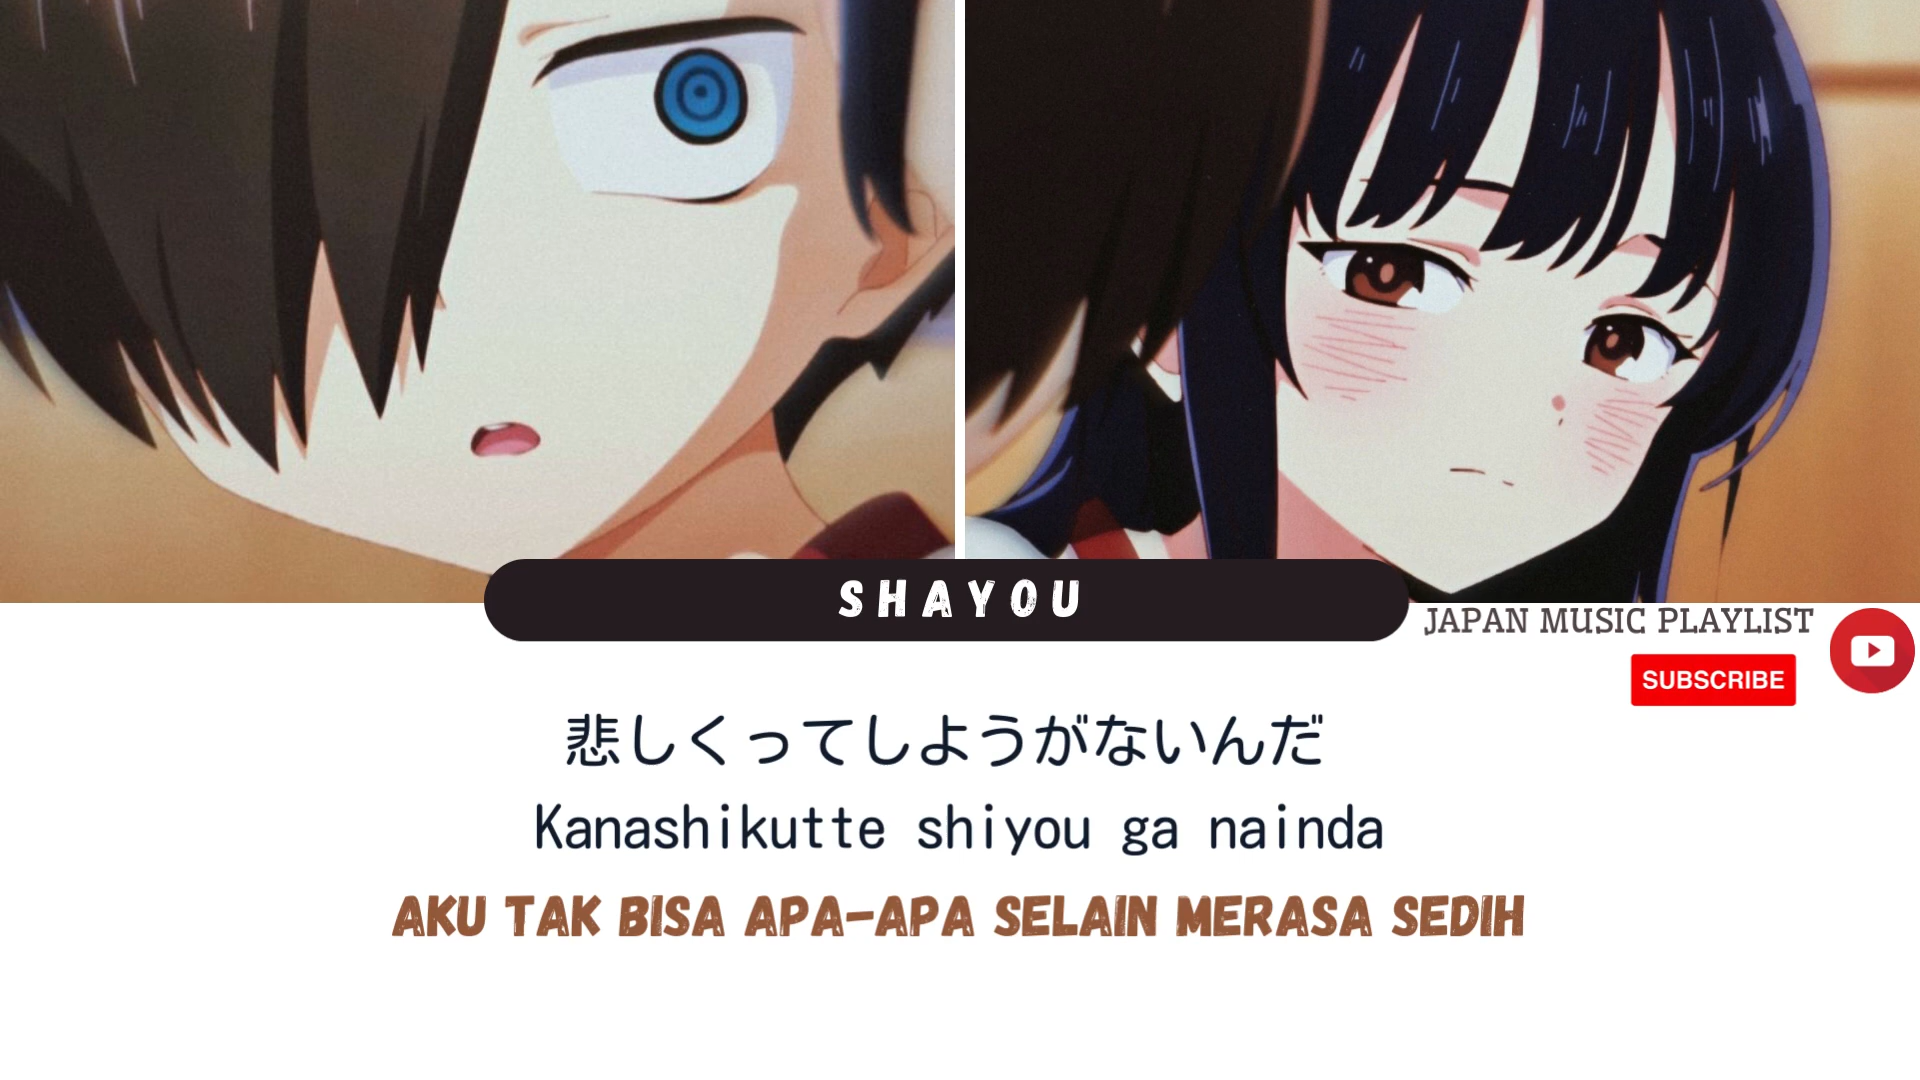 SHAYOU
JAPAN MUSIC PLAYLIST
SUBSCRIBE
悲しくってしようがないんだ
Kanashikutte shiyou ga nainda
AKU TAK BISA APA-APA SELAIN MERASA SEDIH